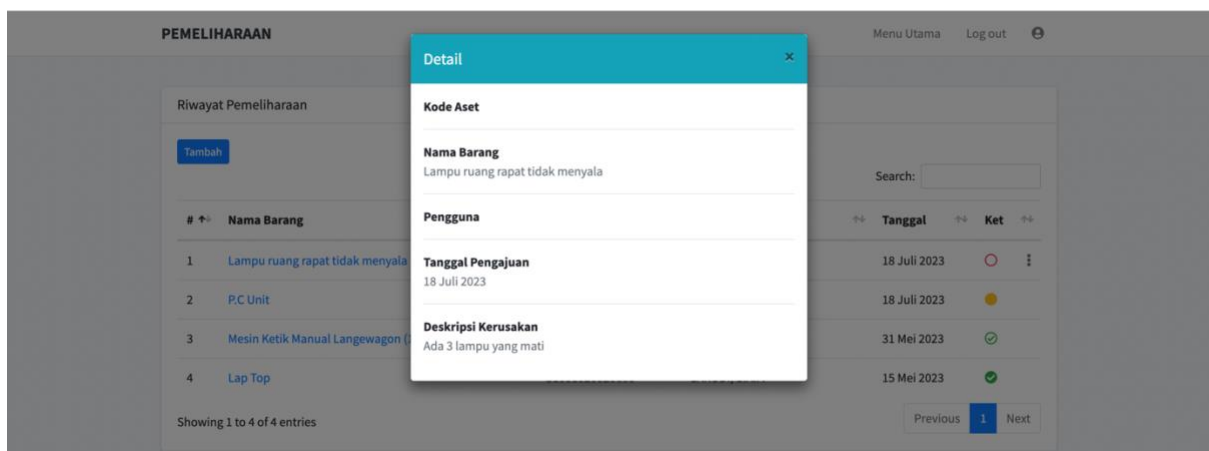 PEMELIHARAAN
Menu Utama Log out
Detail ×
Riwayat Pemeliharaan
Kode Aset
Tambah
Nama Barang
Lampu ruang rapat tidak menyala
Search:
Pengguna
# Nama Barang Tanggal Ket
Tanggal Pengajuan
18 Juli 2023
1 Lampu ruang rapat tidak menyala 18 Juli 2023
2 P.C Unit 18 Juli 2023
Deskripsi Kerusakan
Ada 3 lampu yang mati
3 Mesin Ketik Manual Langewagon 31 Mei 2023
4 Lap Top 15 Mei 2023
Showing 1 to 4 of 4 entries
Previous 1 Next